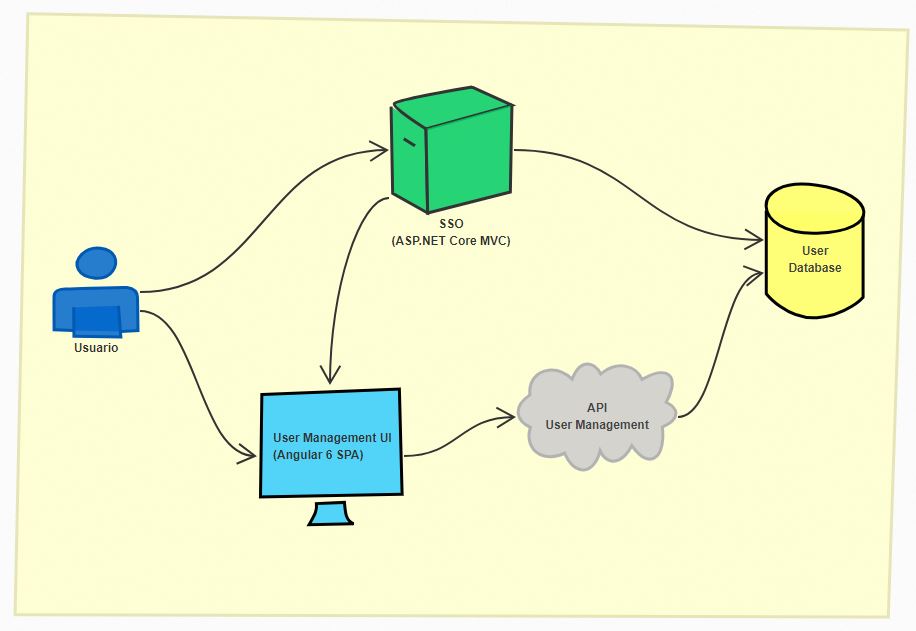 SSO
(ASP.NET Core MVC)
User
Database
Usuario
API
User Management
User Management UI
(Angular 6 SPA)